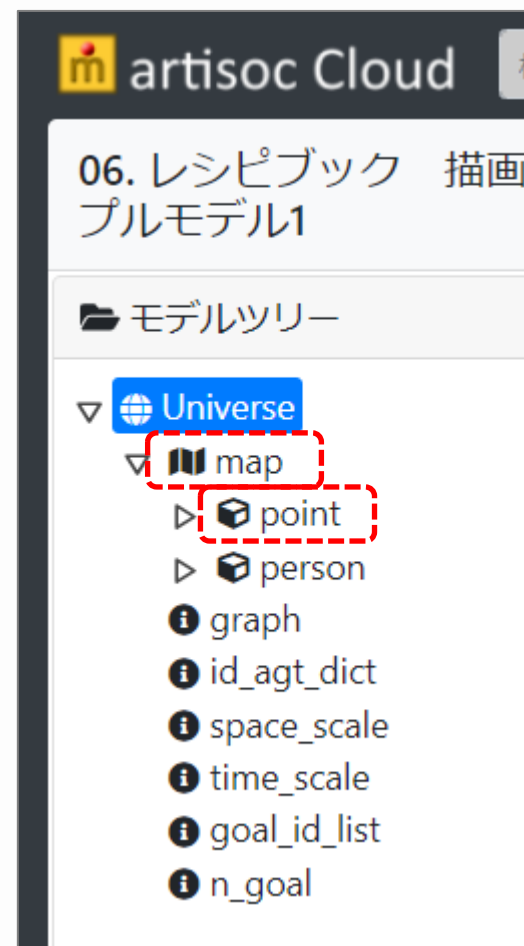 artisoc Cloud
06. レシピブック　描画
プルモデル1
モデルツリー
Universe
map
point
person
graph
id_agt_dict
space_scale
time_scale
goal_id_list
n_goal